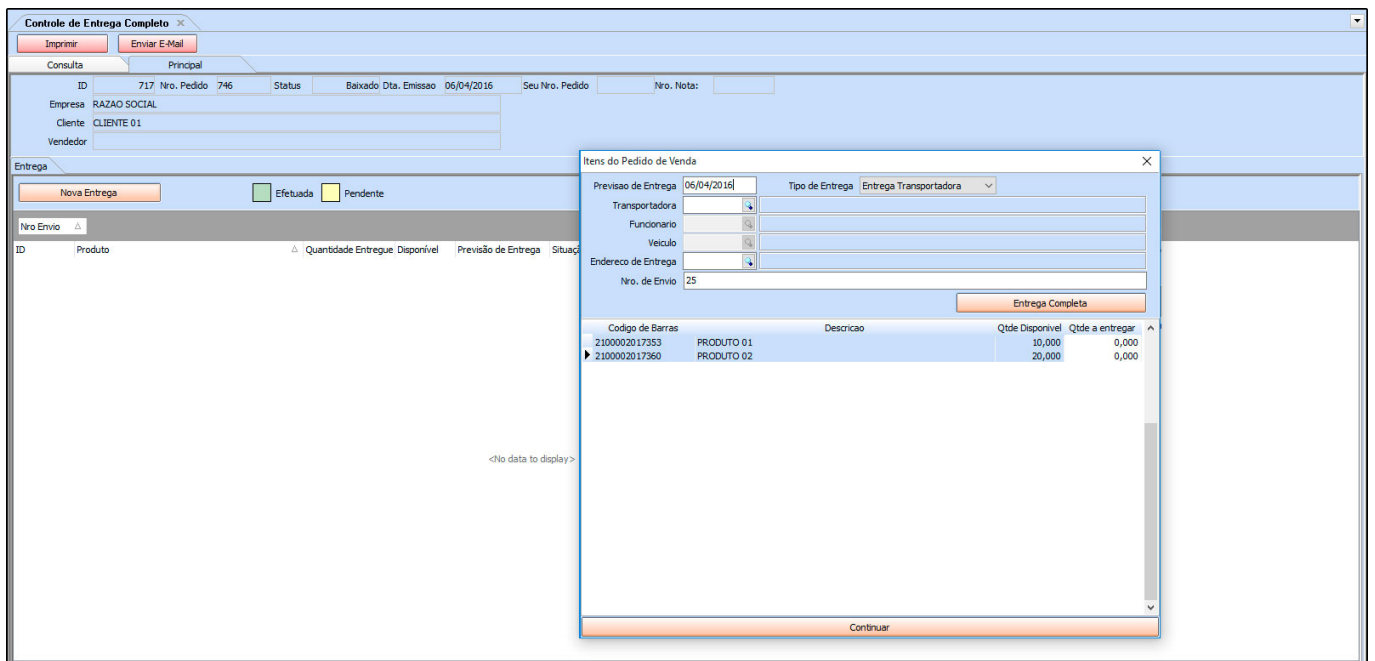 Controle de Entrega Completo
Imprimir Enviar E-Mail
Consulta Principal
ID 717 Nro. Pedido 746 Status Baixado Dta. Emissao 06/04/2016 Seu Nro. Pedido Nro. Nota:
Empresa RAZAO SOCIAL
Cliente CLIENTE 01
Vendedor
Entrega
Nova Entrega Efetuada Pendente
Nro Envio
ID Produto Quantidade Entregue Disponível Previsão de Entrega
<No data to display>
Itens do Pedido de Venda
Previsao de Entrega 06/04/2016 Tipo de Entrega Entrega Transportadora
Transportadora
Funcionario
Veiculo
Endereco de Entrega
Nro. de Envio 25
Entrega Completa
Codigo de Barras Descricao Qtde Disponivel Qtde a entregar
2100002017353 PRODUTO 01 10,000 0,000
2100002017360 PRODUTO 02 20,000 0,000
Continuar